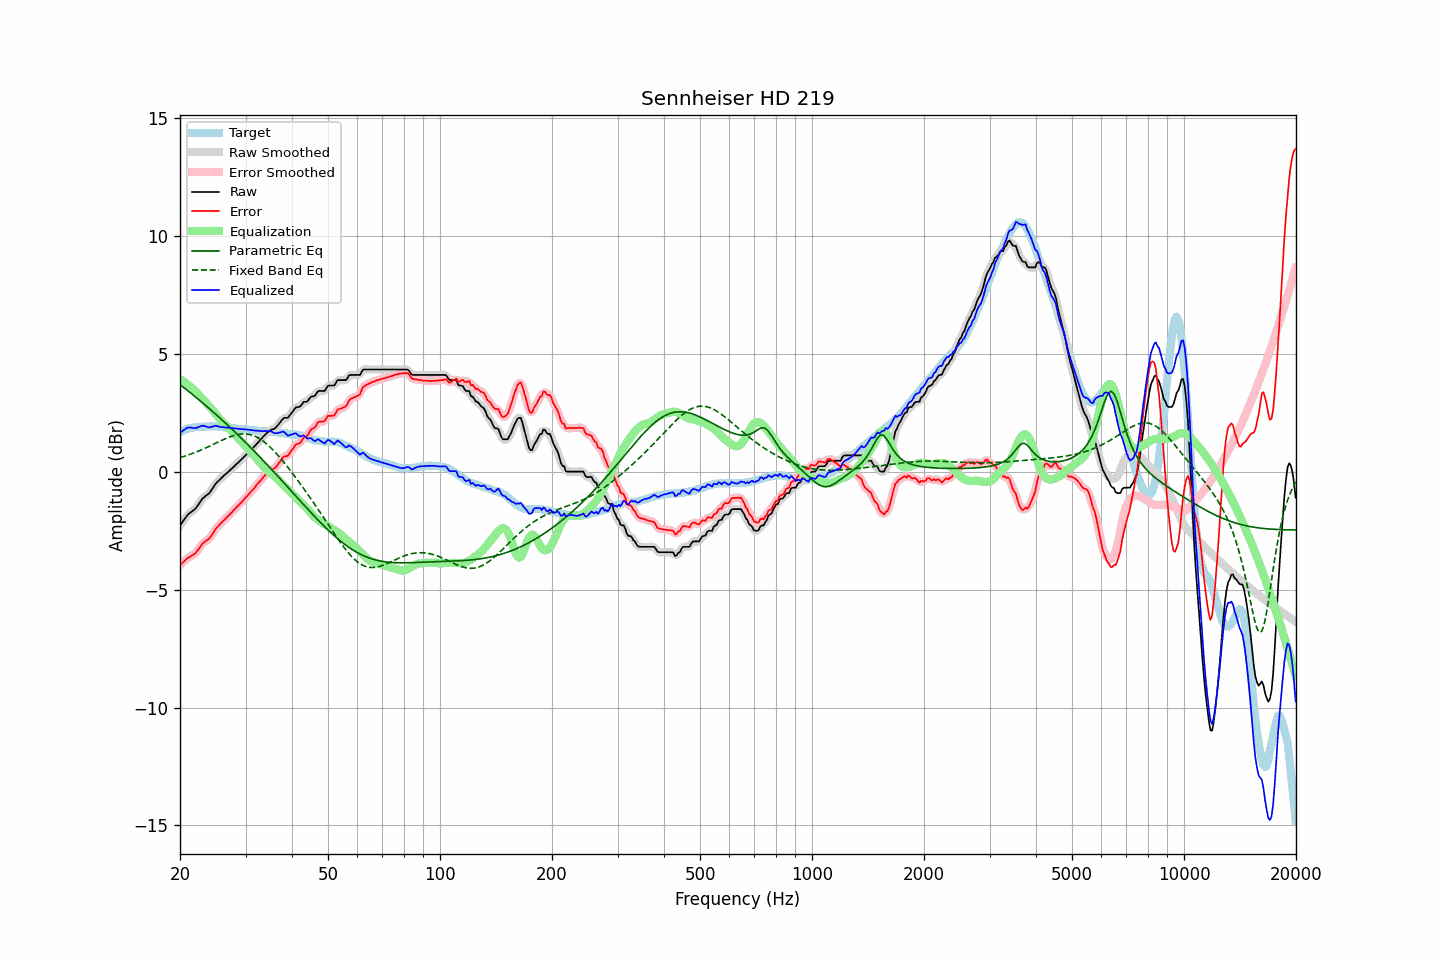 Sennheiser HD 219
15
10
5
0
−5
−10
−15
Amplitude (dBr)
Target
Raw Smoothed
Error Smoothed
Raw
Error
Equalization
Parametric Eq
Fixed Band Eq
Equalized
20
50
100
200
500
1000
2000
5000
10000
20000
Frequency (Hz)